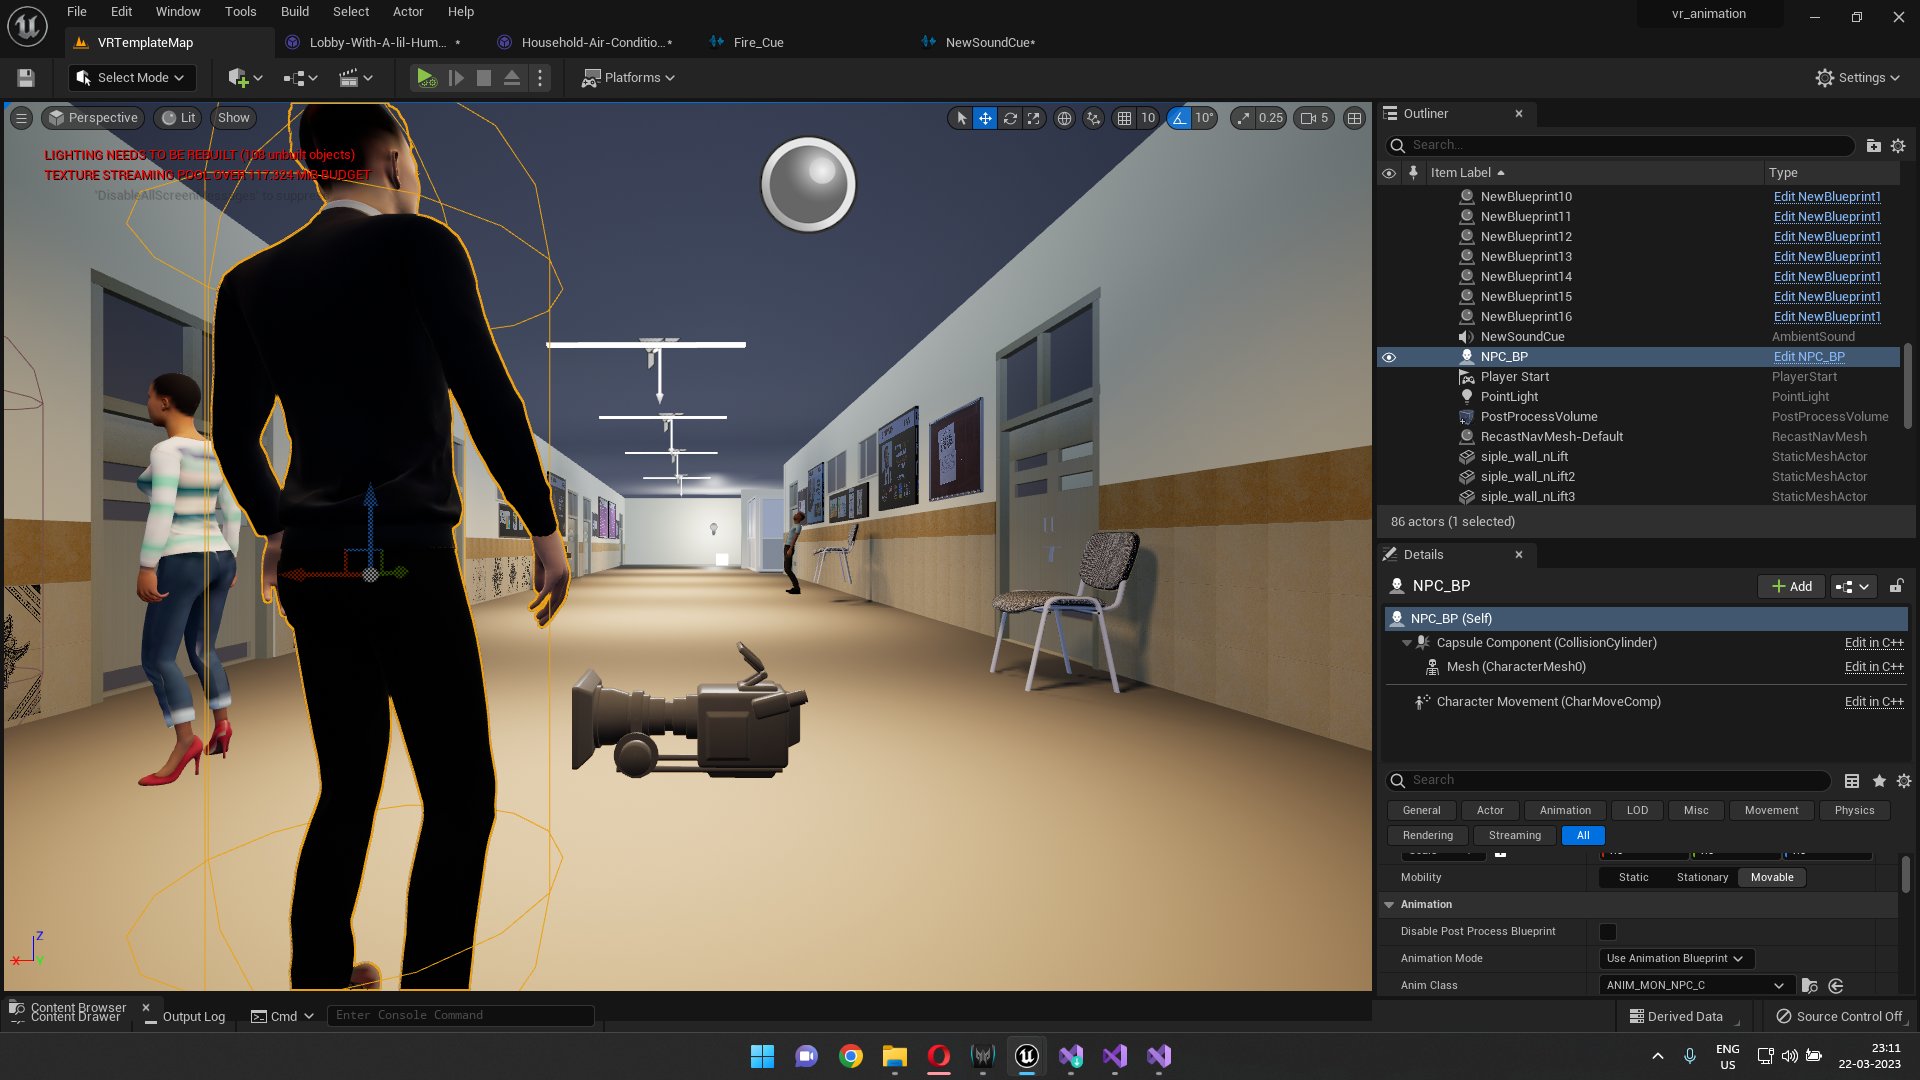 File Edit Window Tools Build Select Actor Help
vr_animation
VRTemplateMap
Lobby-With-A-lil-Hum... *
Household-Air-Conditio...*
Fire_Cue
NewSoundCue*
Select Mode
Platforms
Settings
Perspective
Lit
Show
10
10°
0.25
5
LIGHTING NEEDS TO BE REBUILT (163 unbuilt objects)
TEXTURE STREAMING POOL OVER 117.324 MiB BUDGET
Z
X
Y
Outliner
Search...
Item Label
Type
NewBlueprint10 Edit NewBlueprint1
NewBlueprint11 Edit NewBlueprint1
NewBlueprint12 Edit NewBlueprint1
NewBlueprint13 Edit NewBlueprint1
NewBlueprint14 Edit NewBlueprint1
NewBlueprint15 Edit NewBlueprint1
NewBlueprint16 Edit NewBlueprint1
NewSoundCue AmbientSound
NPC_BP Edit NPC_BP
Player Start PlayerStart
PointLight PointLight
PostProcessVolume PostProcessVolume
RecastNavMesh-Default RecastNavMesh
siple_wall_nLift StaticMeshActor
siple_wall_nLift2 StaticMeshActor
siple_wall_nLift3 StaticMeshActor
86 actors (1 selected)
Details
NPC_BP
Add
NPC_BP (Self)
Capsule Component (CollisionCylinder) Edit in C++
Mesh (CharacterMesh0) Edit in C++
Character Movement (CharMoveComp) Edit in C++
Search
General Actor Animation LOD Misc Movement Physics
Rendering Streaming All
Mobility Static Stationary Movable
Animation
Disable Post Process Blueprint
Animation Mode Use Animation Blueprint
Anim Class ANIM_MON_NPC_C
Content Browser
Content Drawer
Output Log
Cmd
Enter Console Command
Derived Data
Source Control Off
ENG
US
23:11
22-03-2023